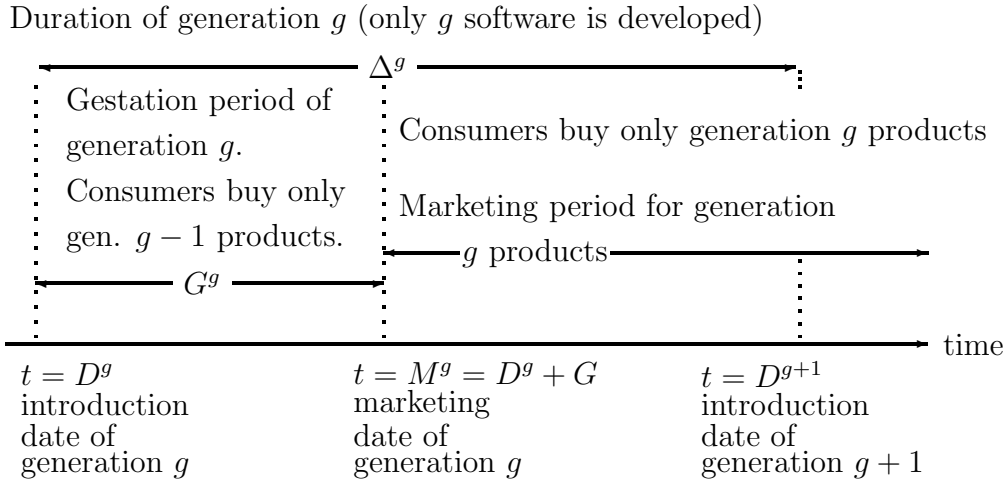 Duration of generation g (only g software is developed)
Δ^g
Gestation period of
generation g.
Consumers buy only
gen. g − 1 products.
Consumers buy only generation g products
Marketing period for generation
g products
G^g
time
t = D^g
introduction
date of
generation g
t = M^g = D^g + G
marketing
date of
generation g
t = D^{g+1}
introduction
date of
generation g + 1